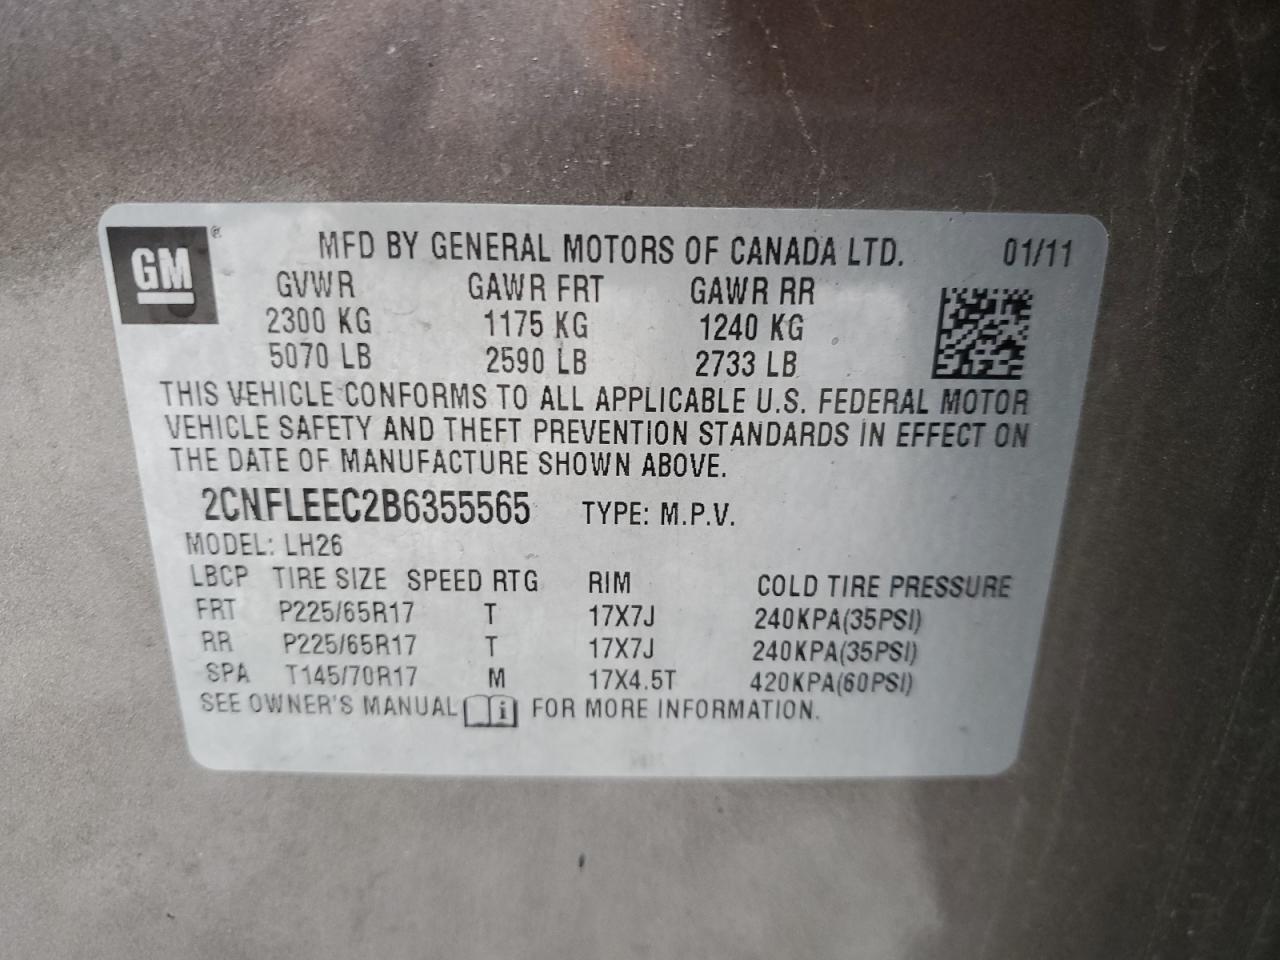 GM ®
MFD BY GENERAL MOTORS OF CANADA LTD. 01/11
GVWR GAWR FRT GAWR RR
2300 KG 1175 KG 1240 KG
5070 LB 2590 LB 2733 LB
THIS VEHICLE CONFORMS TO ALL APPLICABLE U.S. FEDERAL MOTOR
VEHICLE SAFETY AND THEFT PREVENTION STANDARDS IN EFFECT ON
THE DATE OF MANUFACTURE SHOWN ABOVE.
2CNFLEEC2B6355565 TYPE: M.P.V.
MODEL: LH26
LBCP TIRE SIZE SPEED RTG RIM COLD TIRE PRESSURE
FRT P225/65R17 T 17X7J 240KPA(35PSI)
RR P225/65R17 T 17X7J 240KPA(35PSI)
SPA T145/70R17 M 17X4.5T 420KPA(60PSI)
SEE OWNER'S MANUAL i FOR MORE INFORMATION.